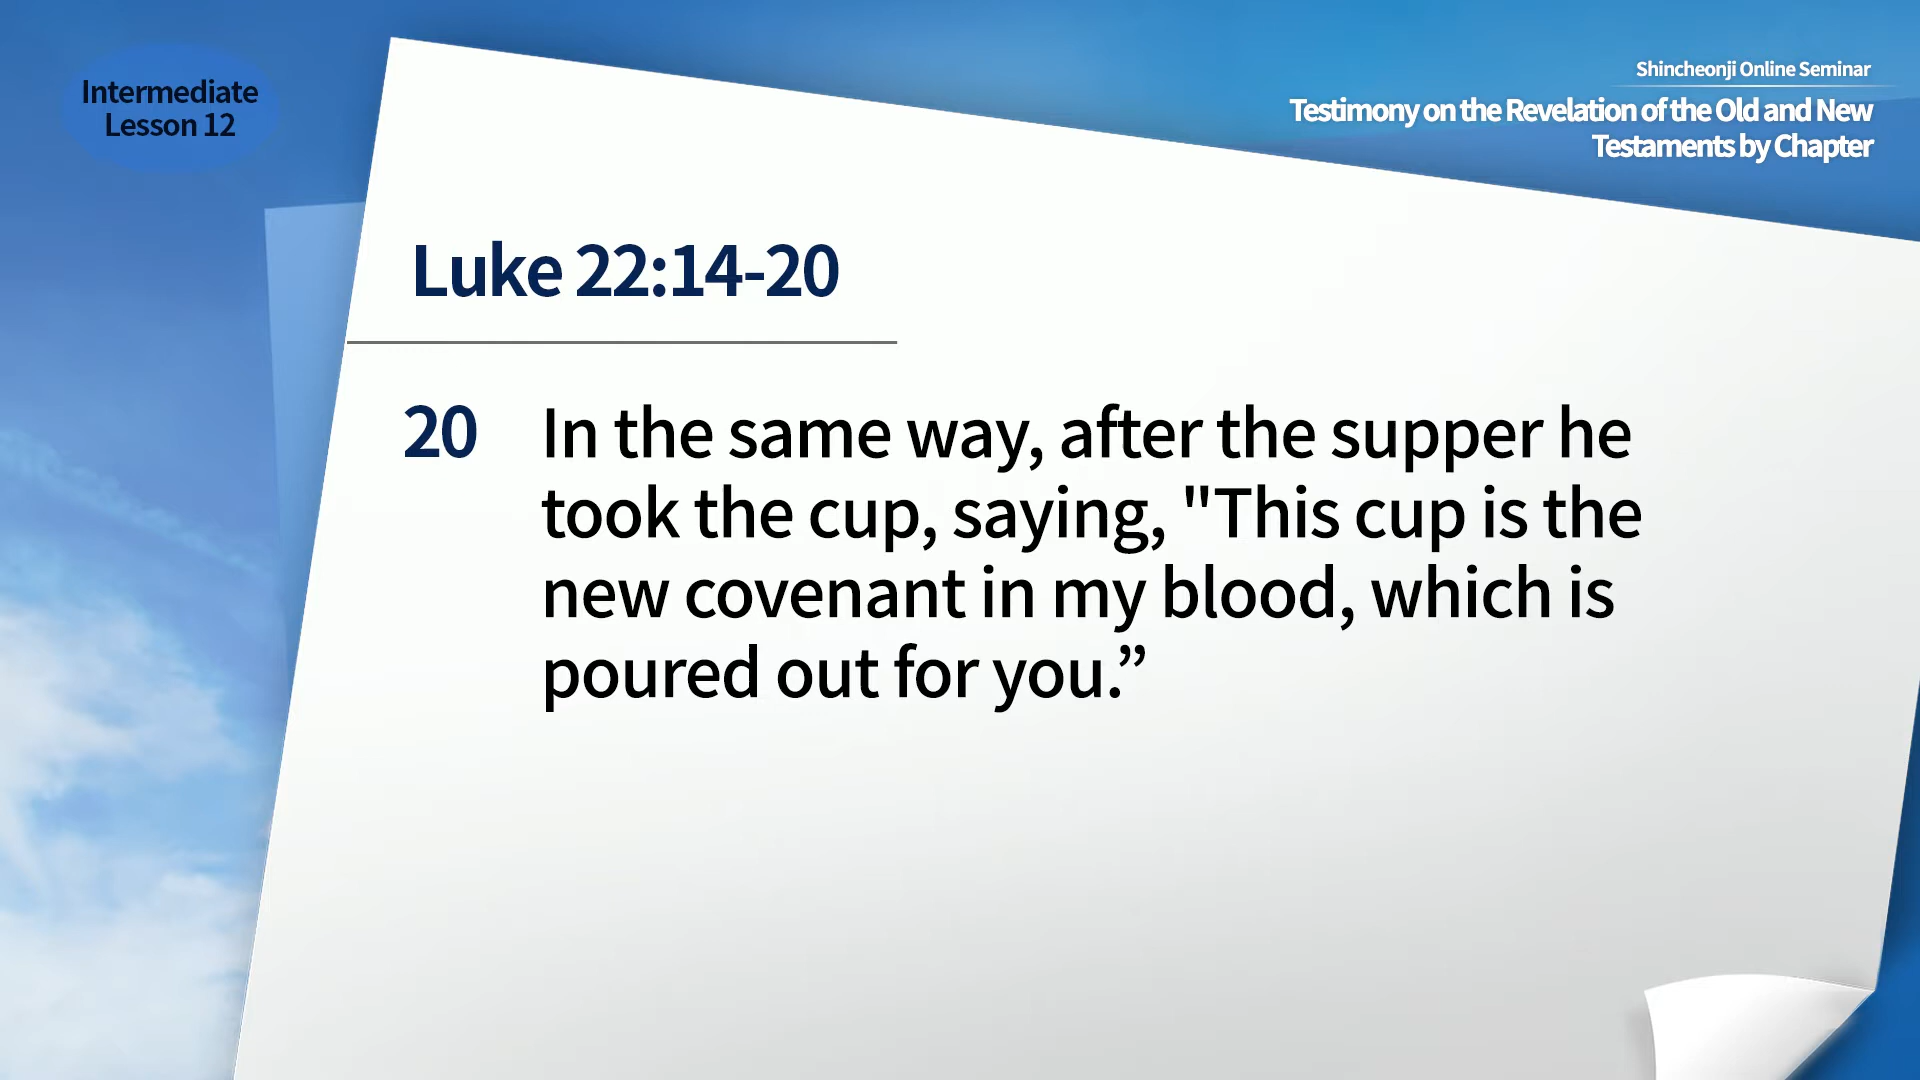 Intermediate
Lesson 12
Shincheonji Online Seminar
Testimony on the Revelation of the Old and New
Testaments by Chapter
Luke 22:14-20
20 In the same way, after the supper he
took the cup, saying, "This cup is the
new covenant in my blood, which is
poured out for you.”